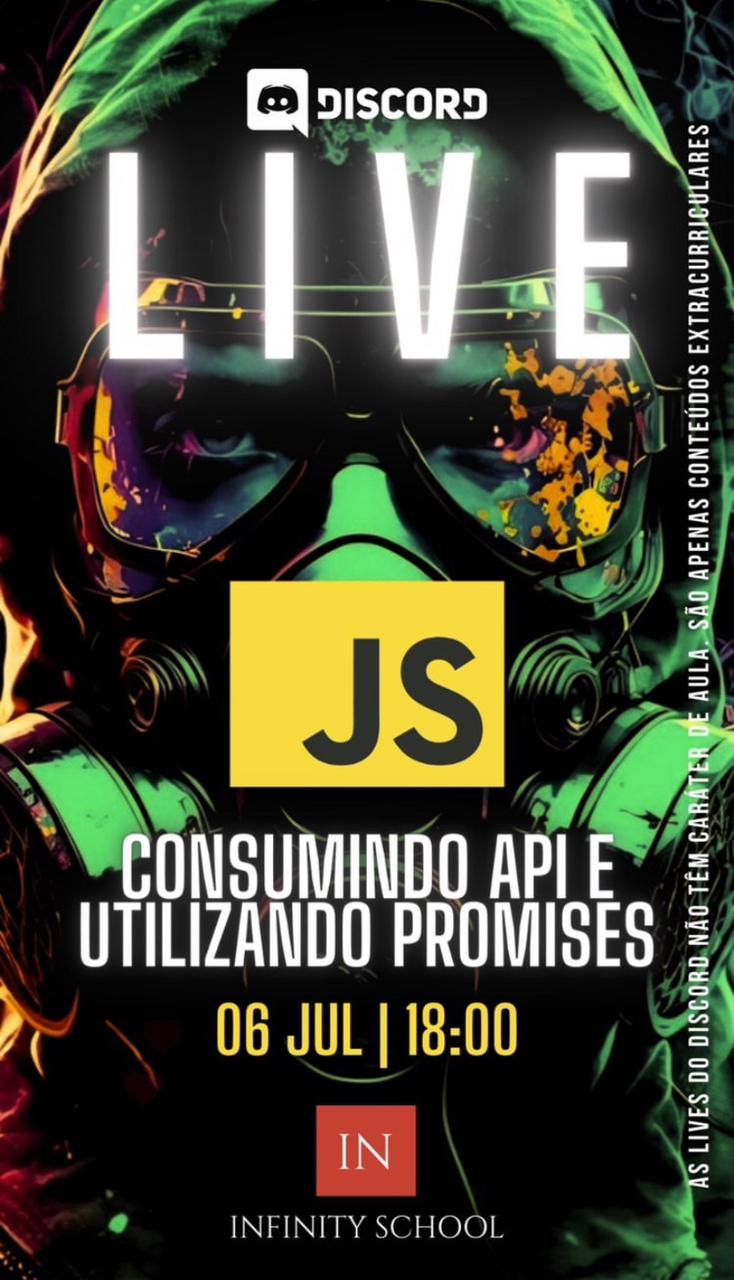 DISCORD
LIVE
JS
CONSUMINDO API E
UTILIZANDO PROMISES
06 JUL | 18:00
IN
INFINITY SCHOOL
AS LIVES DO DISCORD NÃO TÊM CARÁTER DE AULA. SÃO APENAS CONTEÚDOS EXTRACURRICULARES